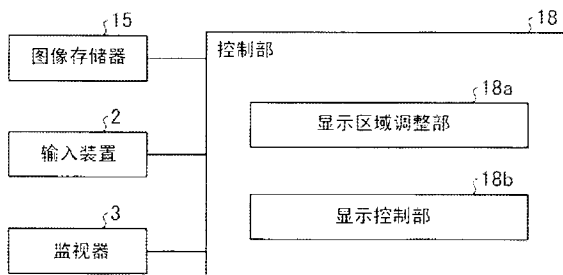 15
图像存储器
2
输入装置
3
监视器
18
控制部
18a
显示区域调整部
18b
显示控制部